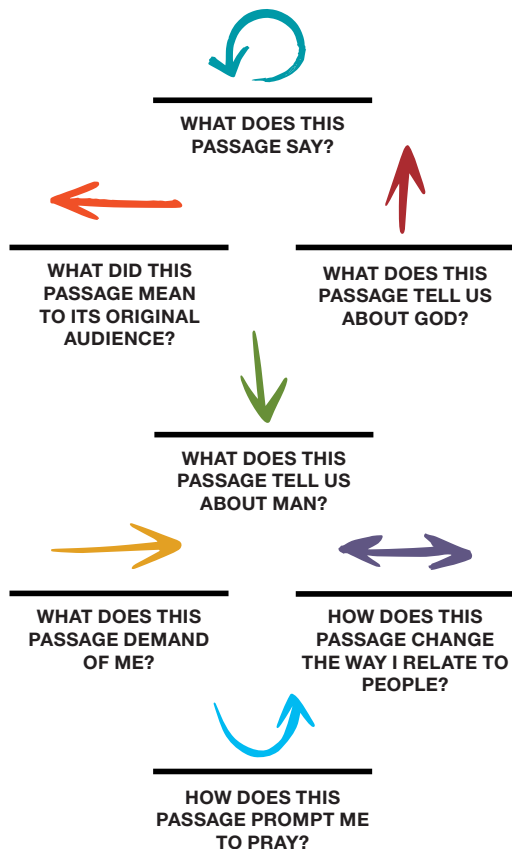 WHAT DOES THIS
PASSAGE SAY?
WHAT DID THIS
PASSAGE MEAN
TO ITS ORIGINAL
AUDIENCE?
WHAT DOES THIS
PASSAGE TELL US
ABOUT GOD?
WHAT DOES THIS
PASSAGE TELL US
ABOUT MAN?
WHAT DOES THIS
PASSAGE DEMAND
OF ME?
HOW DOES THIS
PASSAGE CHANGE
THE WAY I RELATE TO
PEOPLE?
HOW DOES THIS
PASSAGE PROMPT ME
TO PRAY?